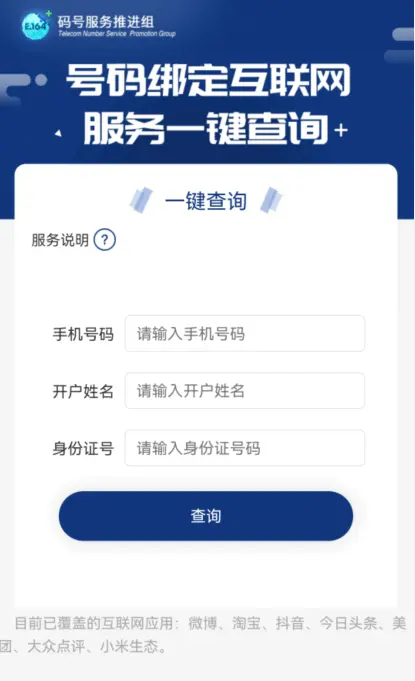 E.164
码号服务推进组
Telecom Number Service Promotion Group
号码绑定互联网
服务一键查询+
一键查询
服务说明 ?
手机号码 请输入手机号码
开户姓名 请输入开户姓名
身份证号 请输入身份证号码
查询
目前已覆盖的互联网应用：微博、淘宝、抖音、今日头条、美
团、大众点评、小米生态。